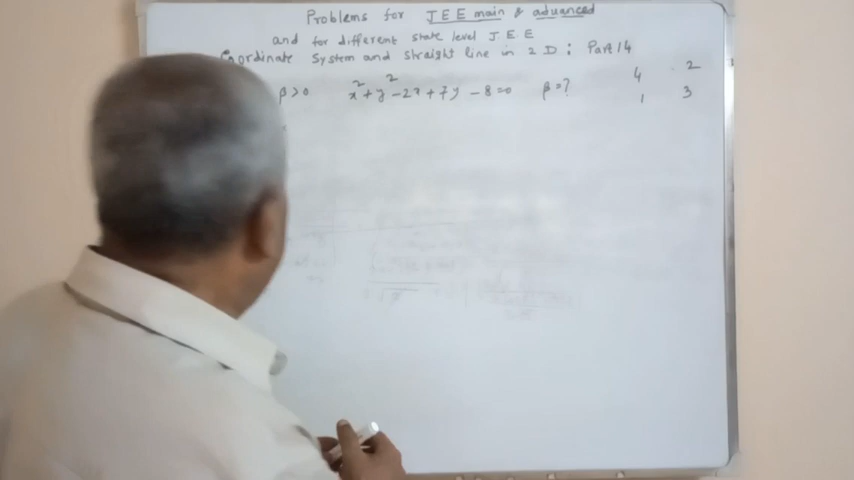 Problems for JEE main & advanced
and for different state level JEE
Coordinate System and straight line in 2D: Part 14
β>0 x²+y²-2x+7y-8=0 β=? 4 2
1 3